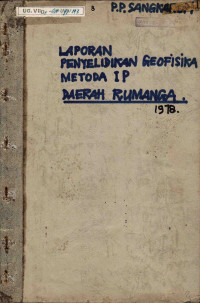 P.P. SANGKA
LAPORAN
PENYELIDIKAN GEOFISIKA
METODA IP
DAERAH RUMANGA.
1978.